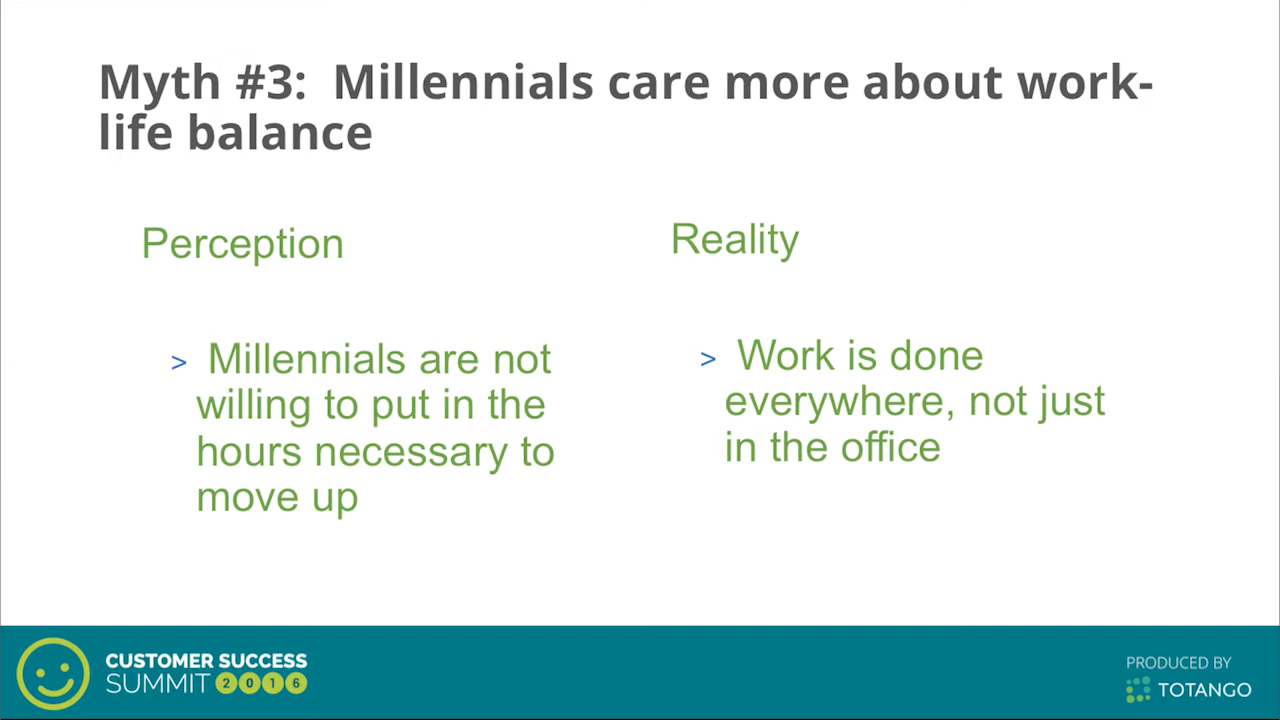 Myth #3:  Millennials care more about work-
life balance
Perception
> Millennials are not
willing to put in the
hours necessary to
move up
Reality
> Work is done
everywhere, not just
in the office
CUSTOMER SUCCESS
SUMMIT 2016
PRODUCED BY
TOTANGO